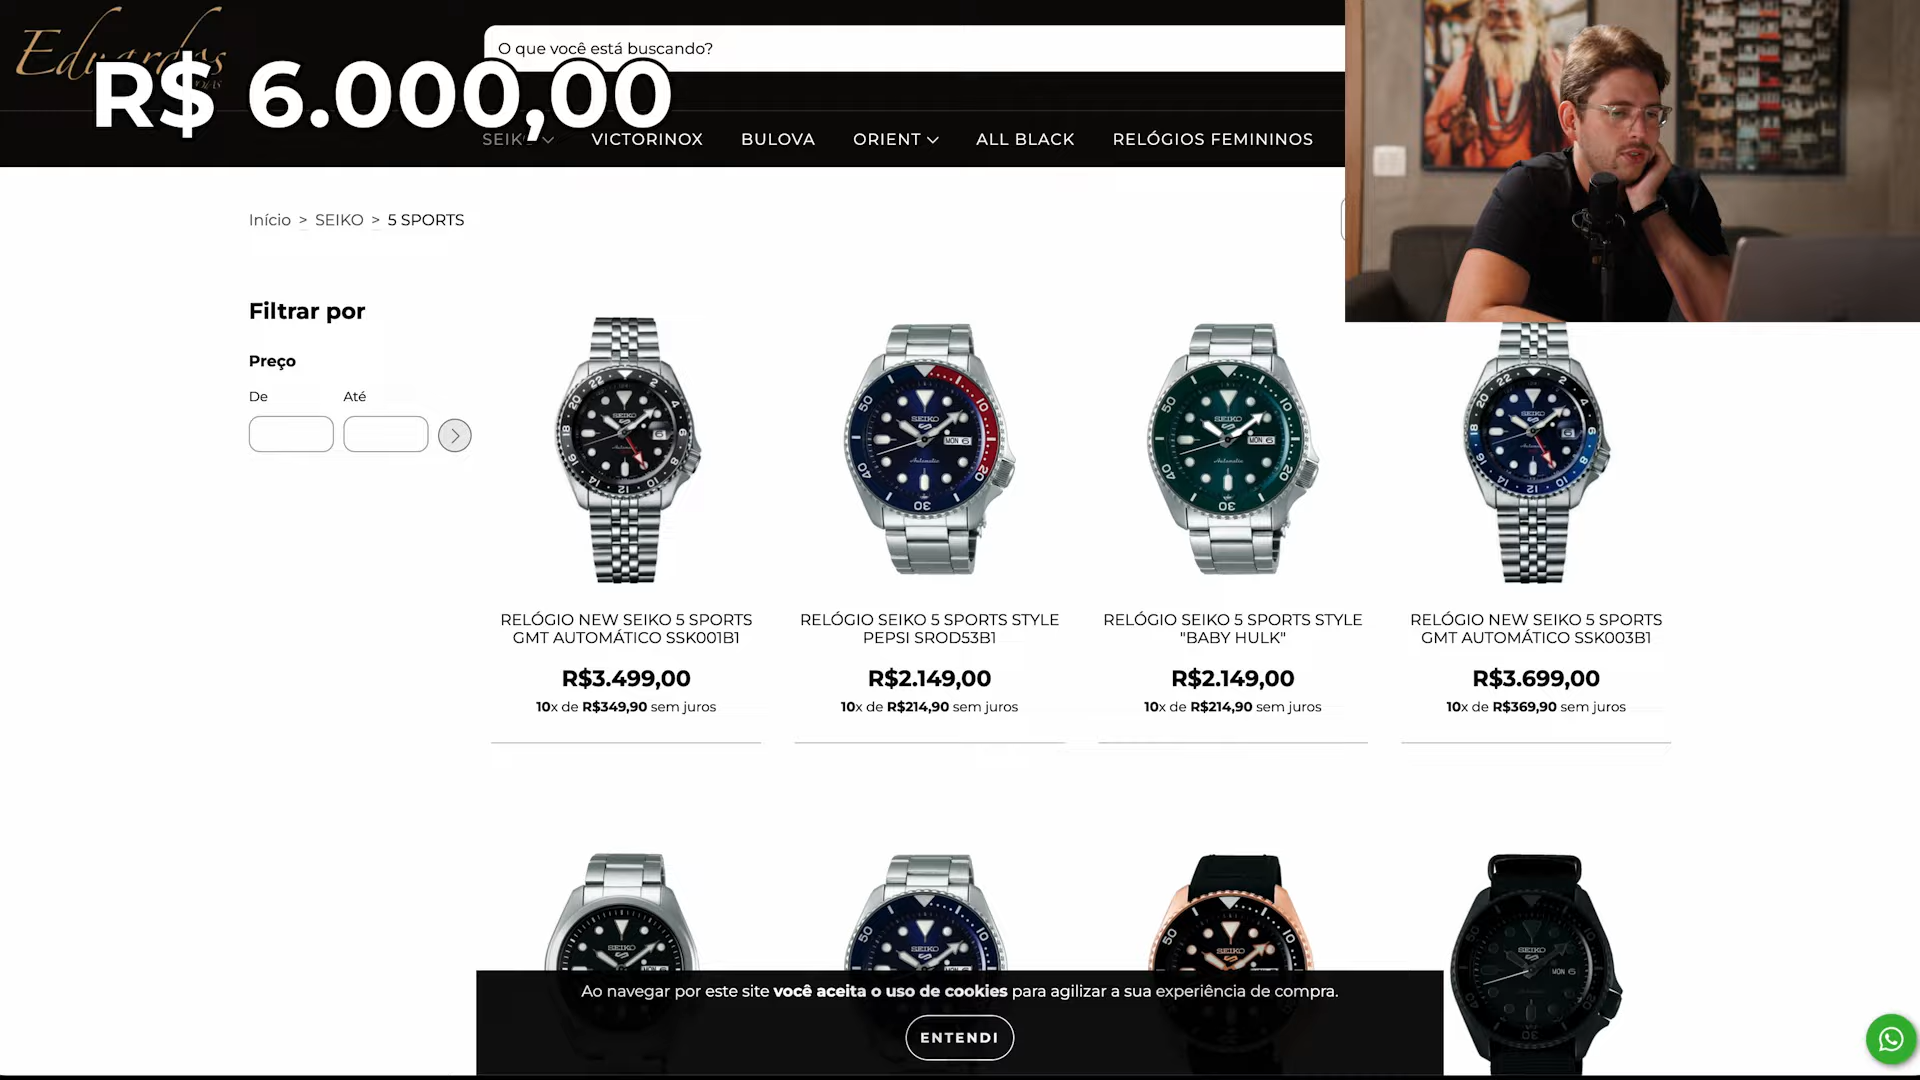 Eduardos
R$ 6.000,00
O que você está buscando?
SEIKO
VICTORINOX
BULOVA
ORIENT
ALL BLACK
RELÓGIOS FEMININOS
Início > SEIKO > 5 SPORTS
Filtrar por
Preço
De
Até
RELÓGIO NEW SEIKO 5 SPORTS
GMT AUTOMÁTICO SSK001B1
R$3.499,00
10x de R$349,90 sem juros
RELÓGIO SEIKO 5 SPORTS STYLE
PEPSI SROD53B1
R$2.149,00
10x de R$214,90 sem juros
RELÓGIO SEIKO 5 SPORTS STYLE
"BABY HULK"
R$2.149,00
10x de R$214,90 sem juros
RELÓGIO NEW SEIKO 5 SPORTS
GMT AUTOMÁTICO SSK003B1
R$3.699,00
10x de R$369,90 sem juros
Ao navegar por este site você aceita o uso de cookies para agilizar a sua experiência de compra.
ENTENDI